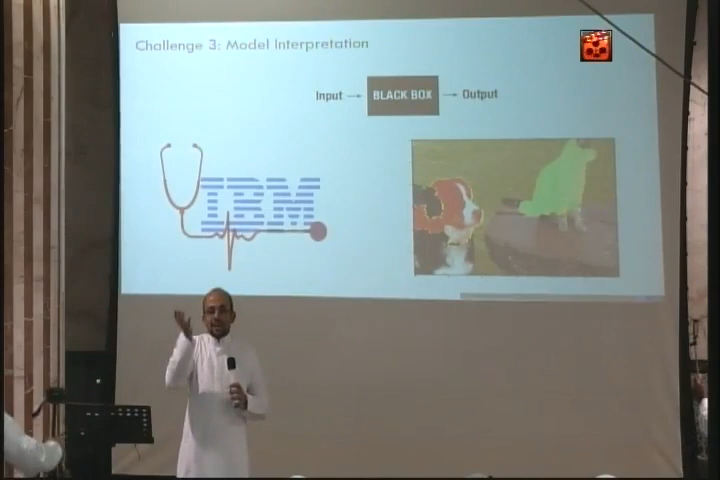 Challenge 3: Model Interpretation
Input → BLACK BOX → Output
IBM